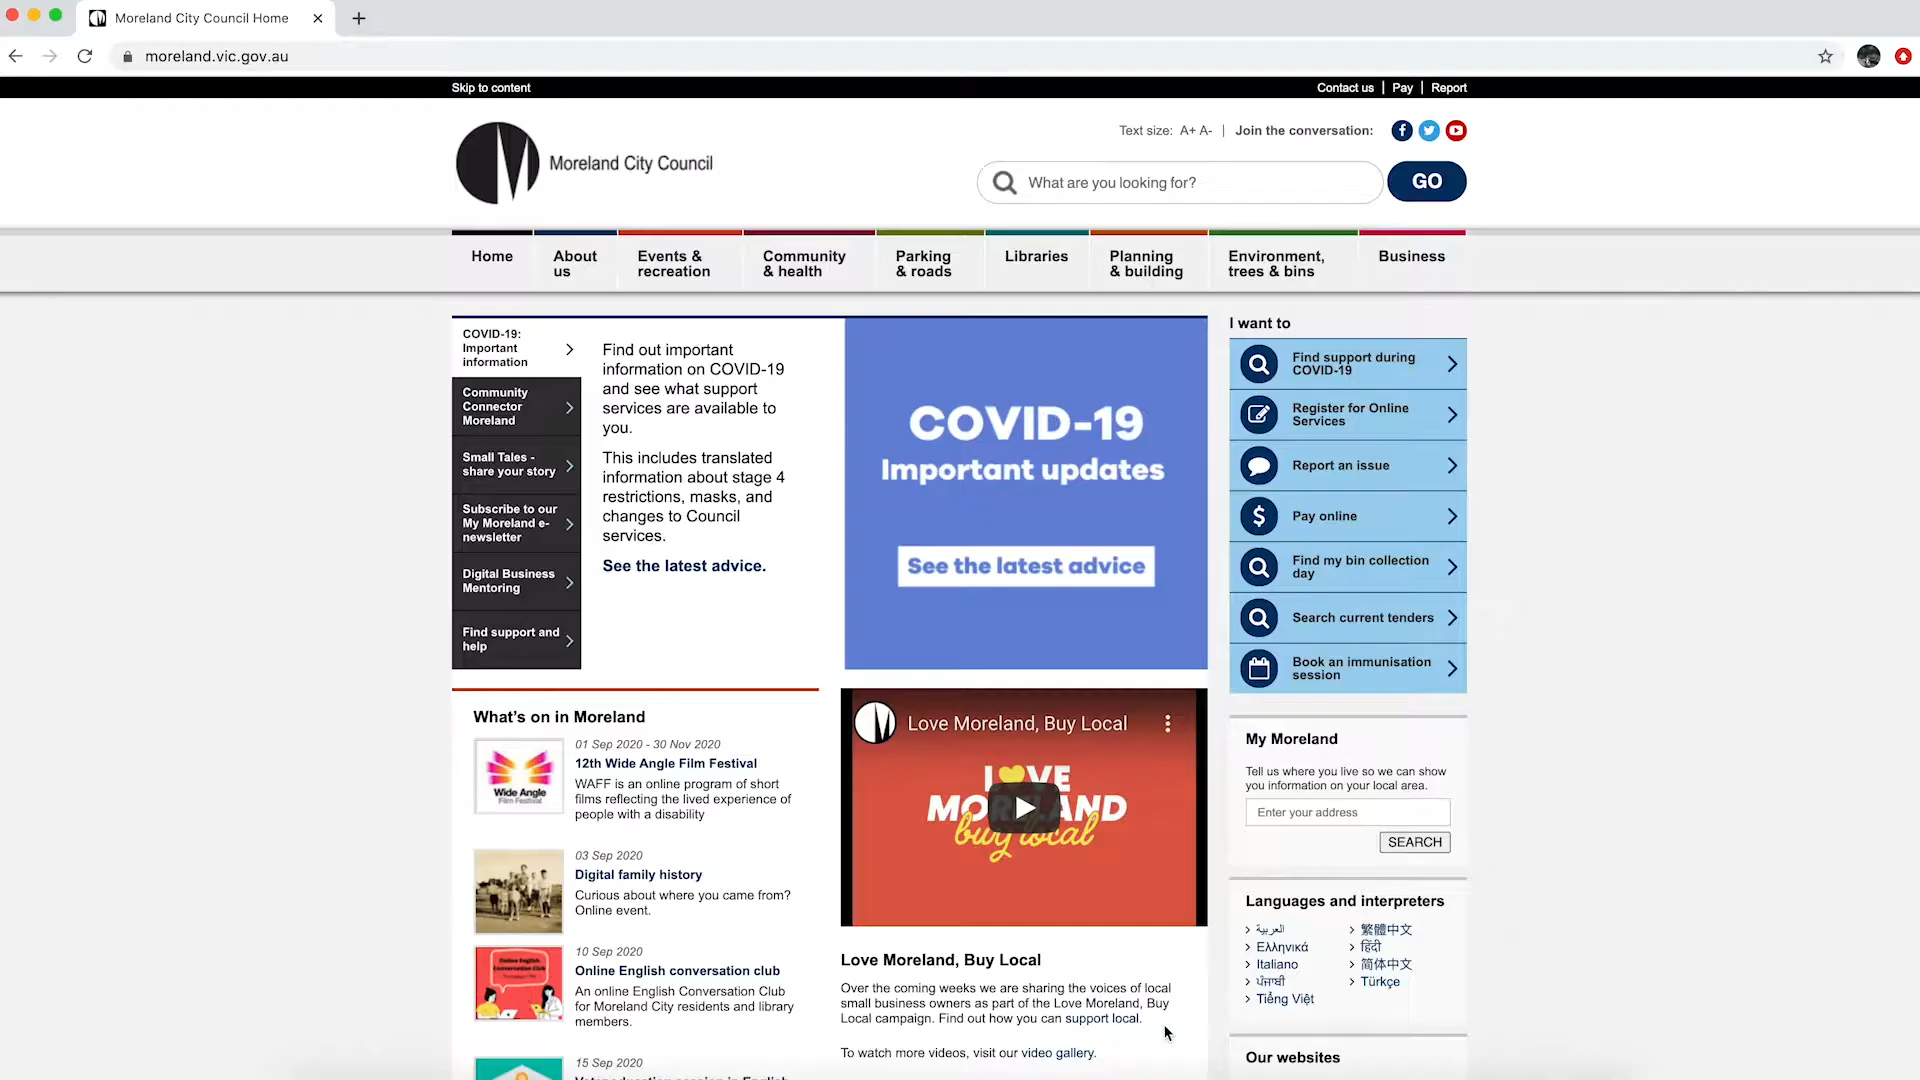 Moreland City Council Home
moreland.vic.gov.au
Skip to content
Contact us | Pay | Report
Text size: A+ A- | Join the conversation:
Moreland City Council
What are you looking for?
GO
Home
About
us
Events &
recreation
Community
& health
Parking
& roads
Libraries
Planning
& building
Environment,
trees & bins
Business
COVID-19:
Important
information
Community
Connector
Moreland
Small Tales -
share your story
Subscribe to our
My Moreland e-
newsletter
Digital Business
Mentoring
Find support and
help
Find out important
information on COVID-19
and see what support
services are available to
you.
This includes translated
information about stage 4
restrictions, masks, and
changes to Council
services.
See the latest advice.
COVID-19
Important updates
See the latest advice
I want to
Find support during
COVID-19
Register for Online
Services
Report an issue
Pay online
Find my bin collection
day
Search current tenders
Book an immunisation
session
What's on in Moreland
Wide Angle
Film Festival
01 Sep 2020 - 30 Nov 2020
12th Wide Angle Film Festival
WAFF is an online program of short
films reflecting the lived experience of
people with a disability
03 Sep 2020
Digital family history
Curious about where you came from?
Online event.
Online English
Conversation Club
10 Sep 2020
Online English conversation club
An online English Conversation Club
for Moreland City residents and library
members.
15 Sep 2020
Love Moreland, Buy Local
LOVE
MORELAND
buy local
Love Moreland, Buy Local
Over the coming weeks we are sharing the voices of local
small business owners as part of the Love Moreland, Buy
Local campaign. Find out how you can support local.
To watch more videos, visit our video gallery.
My Moreland
Tell us where you live so we can show
you information on your local area.
Enter your address
SEARCH
Languages and interpreters
العربية
Ελληνικά
Italiano
ਪੰਜਾਬੀ
Tiếng Việt
繁體中文
हिंदी
简体中文
Türkçe
Our websites